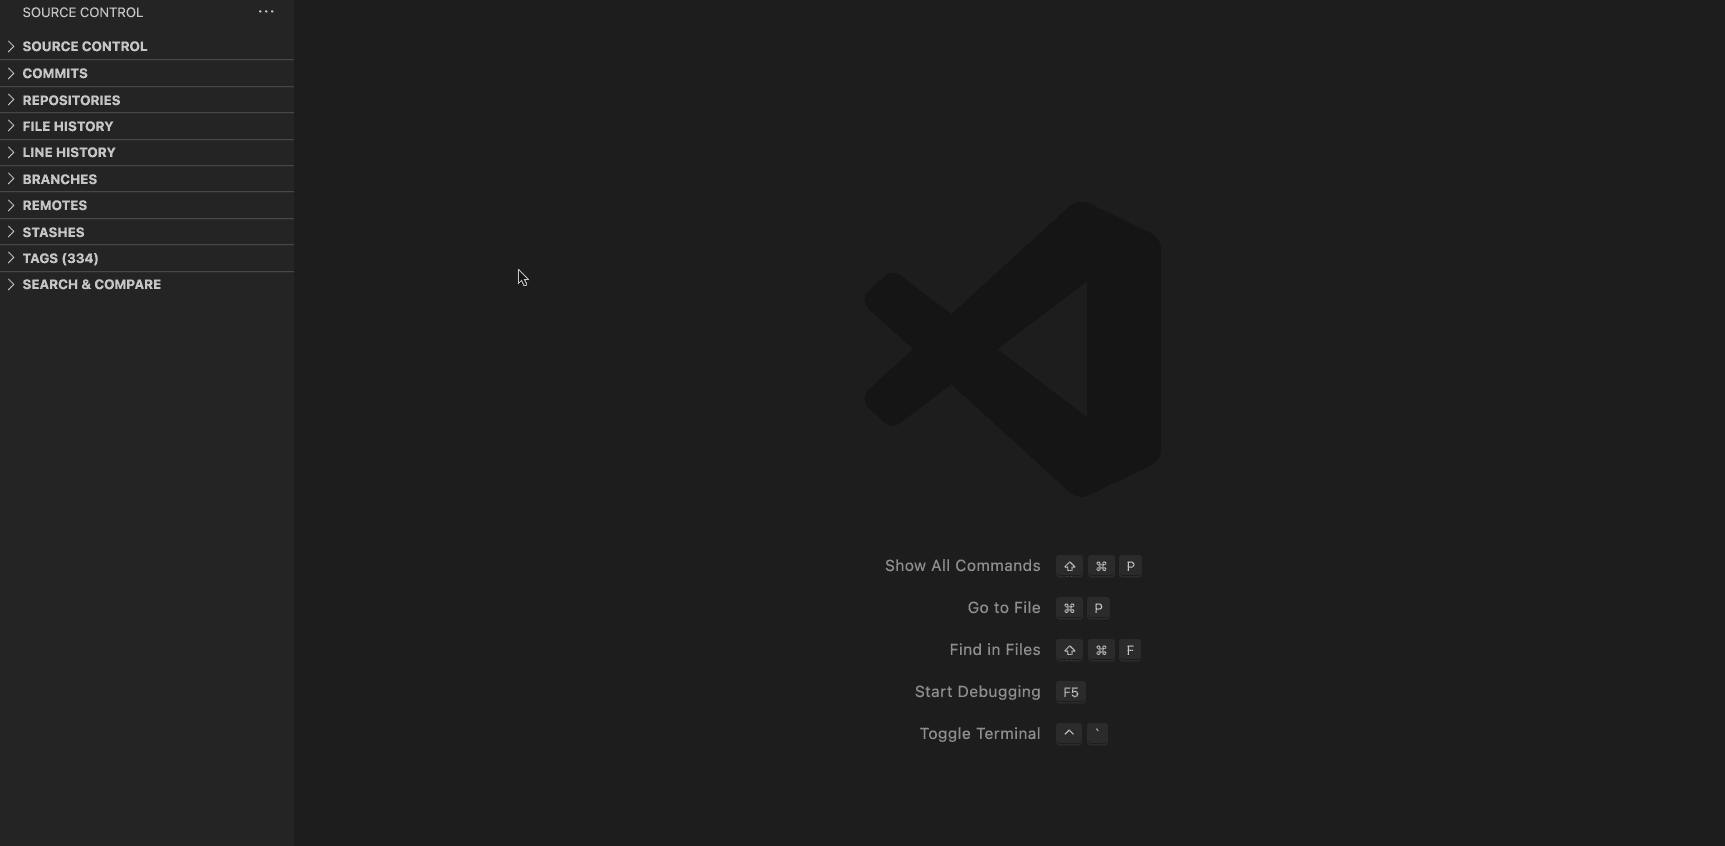 SOURCE CONTROL ···
SOURCE CONTROL
COMMITS
REPOSITORIES
FILE HISTORY
LINE HISTORY
BRANCHES
REMOTES
STASHES
TAGS (334)
SEARCH & COMPARE
Show All Commands ⇧ ⌘ P
Go to File ⌘ P
Find in Files ⇧ ⌘ F
Start Debugging F5
Toggle Terminal ^ `